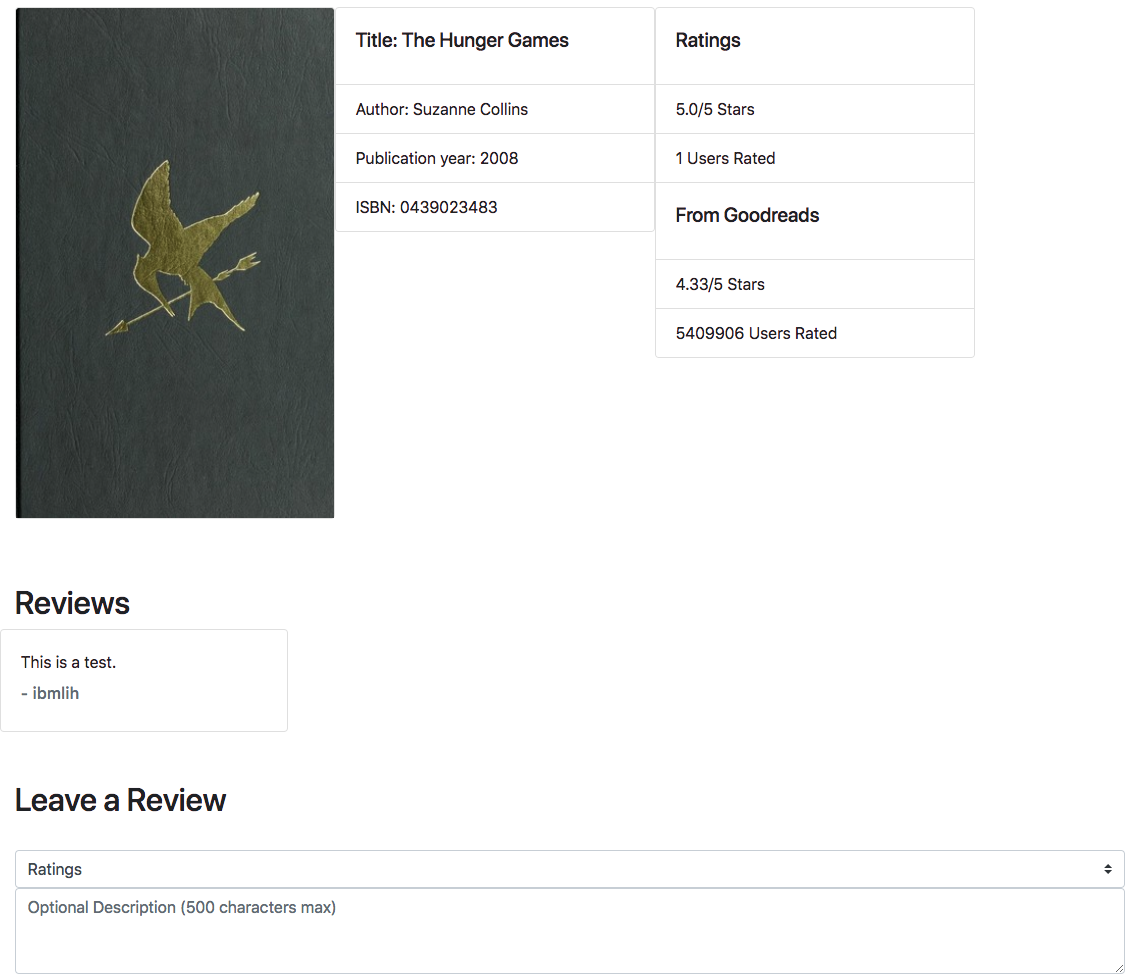 Title: The Hunger Games
Author: Suzanne Collins
Publication year: 2008
ISBN: 0439023483
Ratings
5.0/5 Stars
1 Users Rated
From Goodreads
4.33/5 Stars
5409906 Users Rated
Reviews
This is a test.
- ibmlih
Leave a Review
Ratings
Optional Description (500 characters max)